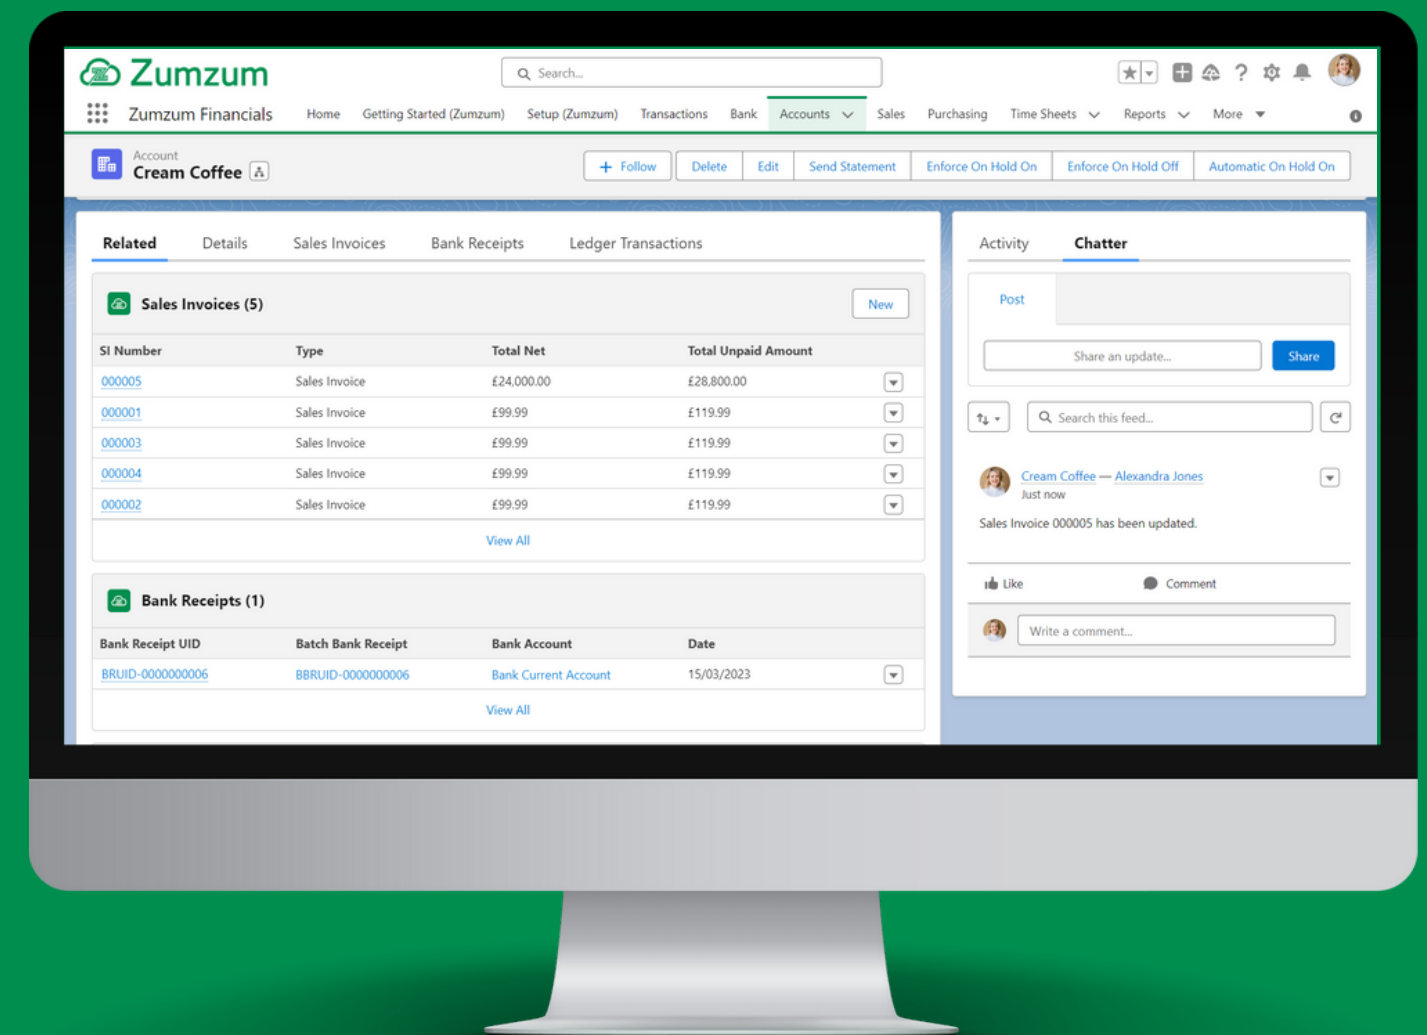 Zumzum
Search...
Zumzum Financials Home Getting Started (Zumzum) Setup (Zumzum) Transactions Bank Accounts Sales Purchasing Time Sheets Reports More
Account
Cream Coffee
+ Follow Delete Edit Send Statement Enforce On Hold On Enforce On Hold Off Automatic On Hold On
Related Details Sales Invoices Bank Receipts Ledger Transactions
Sales Invoices (5) New
SI Number Type Total Net Total Unpaid Amount
000005 Sales Invoice £24,000.00 £28,800.00
000001 Sales Invoice £99.99 £119.99
000003 Sales Invoice £99.99 £119.99
000004 Sales Invoice £99.99 £119.99
000002 Sales Invoice £99.99 £119.99
View All
Bank Receipts (1)
Bank Receipt UID Batch Bank Receipt Bank Account Date
BRUID-0000000006 BBRUID-0000000006 Bank Current Account 15/03/2023
View All
Activity Chatter
Post
Share an update... Share
Search this feed...
Cream Coffee — Alexandra Jones
Just now
Sales Invoice 000005 has been updated.
Like Comment
Write a comment...